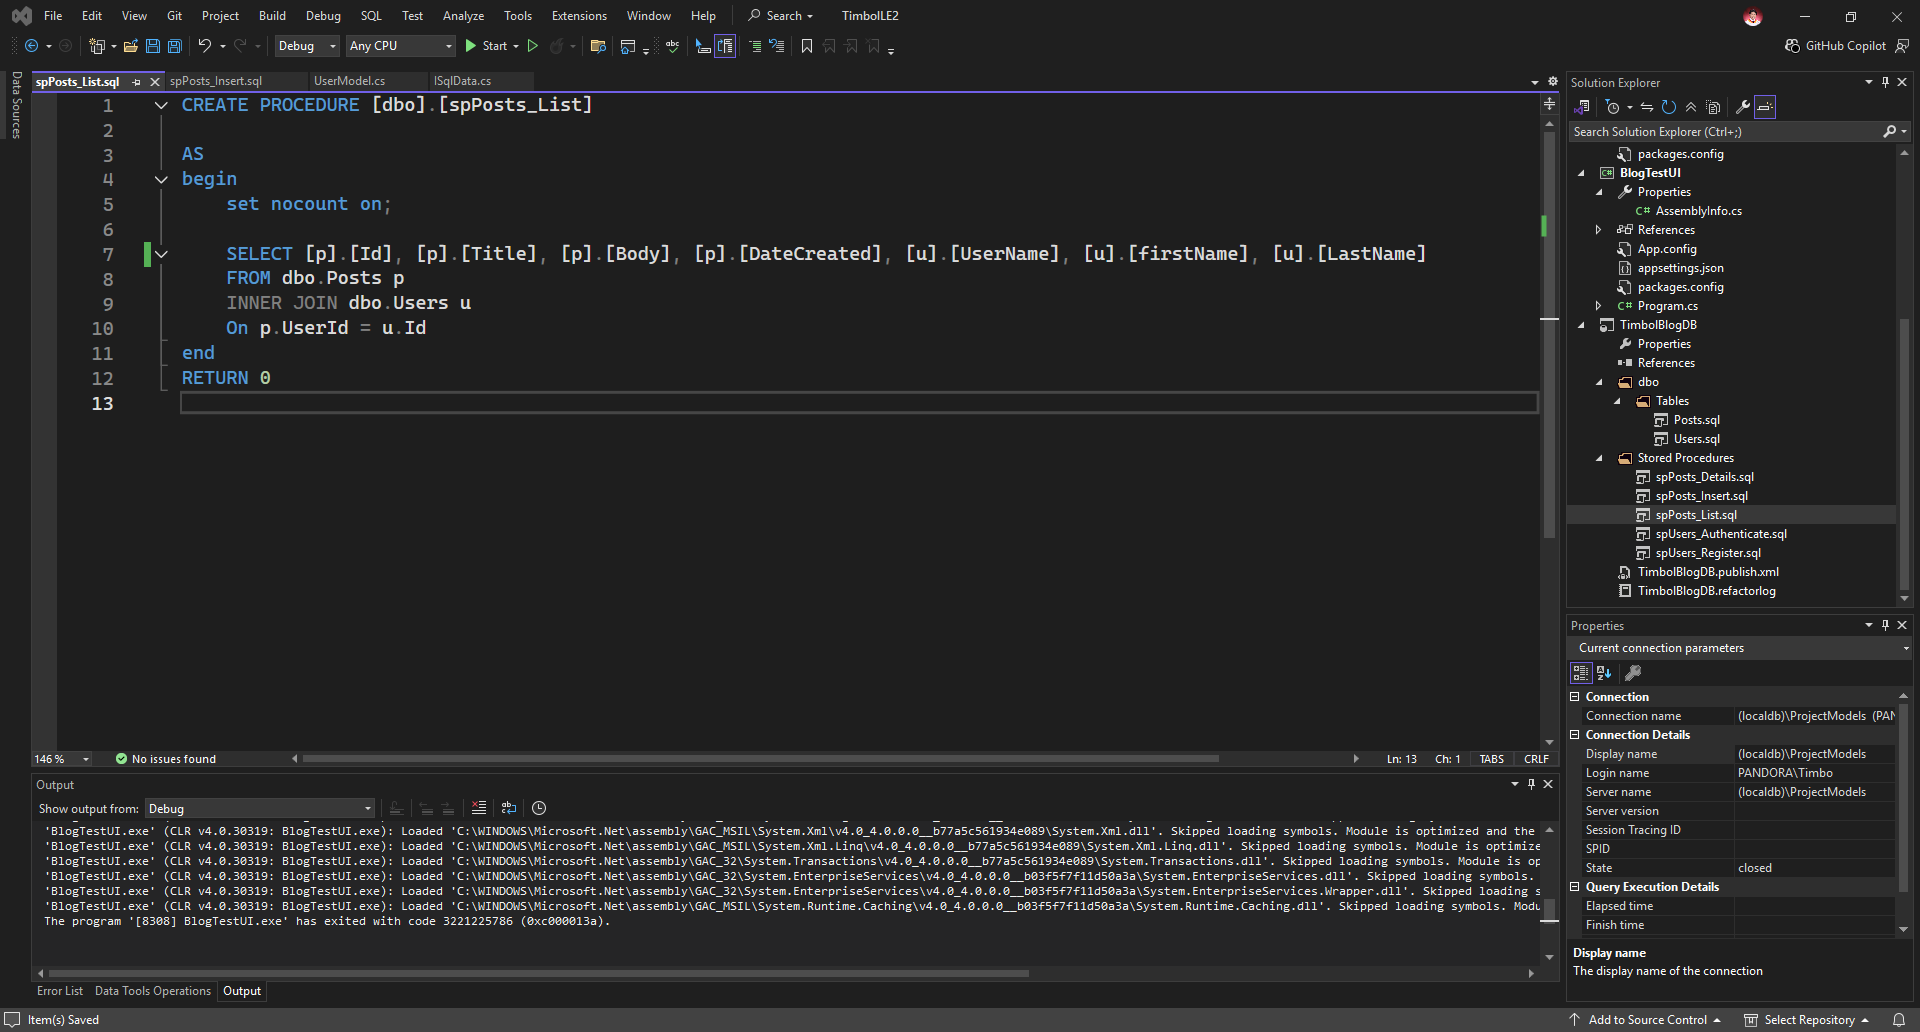 File Edit View Git Project Build Debug SQL Test Analyze Tools Extensions Window Help Search TimbolLE2
Debug Any CPU Start GitHub Copilot
Data Sources
spPosts_List.sql spPosts_Insert.sql UserModel.cs ISqlData.cs
1 CREATE PROCEDURE [dbo].[spPosts_List]
2
3 AS
4 begin
5 set nocount on;
6
7 SELECT [p].[Id], [p].[Title], [p].[Body], [p].[DateCreated], [u].[UserName], [u].[firstName], [u].[LastName]
8 FROM dbo.Posts p
9 INNER JOIN dbo.Users u
10 On p.UserId = u.Id
11 end
12 RETURN 0
13
146 % No issues found Ln: 13 Ch: 1 TABS CRLF
Output
Show output from: Debug
'BlogTestUI.exe' (CLR v4.0.30319: BlogTestUI.exe): Loaded 'C:\WINDOWS\Microsoft.Net\assembly\GAC_MSIL\System.Xml\v4.0_4.0.0.0__b77a5c561934e089\System.Xml.dll'. Skipped loading symbols. Module is optimized and the
'BlogTestUI.exe' (CLR v4.0.30319: BlogTestUI.exe): Loaded 'C:\WINDOWS\Microsoft.Net\assembly\GAC_MSIL\System.Xml.Linq\v4.0_4.0.0.0__b77a5c561934e089\System.Xml.Linq.dll'. Skipped loading symbols. Module is optimize
'BlogTestUI.exe' (CLR v4.0.30319: BlogTestUI.exe): Loaded 'C:\WINDOWS\Microsoft.Net\assembly\GAC_32\System.Transactions\v4.0_4.0.0.0__b77a5c561934e089\System.Transactions.dll'. Skipped loading symbols. Module is op
'BlogTestUI.exe' (CLR v4.0.30319: BlogTestUI.exe): Loaded 'C:\WINDOWS\Microsoft.Net\assembly\GAC_32\System.EnterpriseServices\v4.0_4.0.0.0__b03f5f7f11d50a3a\System.EnterpriseServices.dll'. Skipped loading symbols.
'BlogTestUI.exe' (CLR v4.0.30319: BlogTestUI.exe): Loaded 'C:\WINDOWS\Microsoft.Net\assembly\GAC_32\System.EnterpriseServices\v4.0_4.0.0.0__b03f5f7f11d50a3a\System.EnterpriseServices.Wrapper.dll'. Skipped loading s
'BlogTestUI.exe' (CLR v4.0.30319: BlogTestUI.exe): Loaded 'C:\WINDOWS\Microsoft.Net\assembly\GAC_MSIL\System.Runtime.Caching\v4.0_4.0.0.0__b03f5f7f11d50a3a\System.Runtime.Caching.dll'. Skipped loading symbols. Modu
The program '[8308] BlogTestUI.exe' has exited with code 3221225786 (0xc000013a).
Error List Data Tools Operations Output
Solution Explorer
Search Solution Explorer (Ctrl+;)
packages.config
C# BlogTestUI
Properties
C# AssemblyInfo.cs
References
App.config
appsettings.json
packages.config
C# Program.cs
TimbolBlogDB
Properties
References
dbo
Tables
Posts.sql
Users.sql
Stored Procedures
spPosts_Details.sql
spPosts_Insert.sql
spPosts_List.sql
spUsers_Authenticate.sql
spUsers_Register.sql
TimbolBlogDB.publish.xml
TimbolBlogDB.refactorlog
Properties
Current connection parameters
Connection
Connection name (localdb)\ProjectModels (PAN
Connection Details
Display name (localdb)\ProjectModels
Login name PANDORA\Timbo
Server name (localdb)\ProjectModels
Server version
Session Tracing ID
SPID
State closed
Query Execution Details
Elapsed time
Finish time
Display name
The display name of the connection
Item(s) Saved Add to Source Control Select Repository